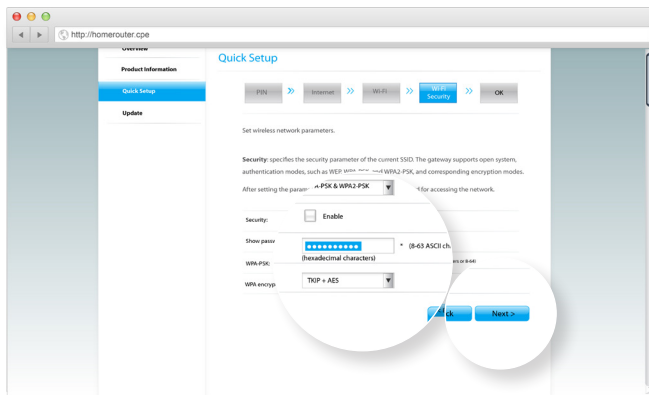 http://homerouter.cpe
Overview
Product Information
Quick Setup
Update
Quick Setup
PIN
Internet
Wi-Fi
Wi-Fi
Security
OK
Set wireless network parameters.
Security: specifies the security parameter of the current SSID. The gateway supports open system,
authentication modes, such as WEP, WPA-PSK, and WPA2-PSK, and corresponding encryption modes.
After setting the param for accessing the network.
-PSK & WPA2-PSK
Security:
Enable
Show passv
(8-63 ASCII ch
WPA-PSK:
(hexadecimal characters)
WPA encryp
TKIP + AES
ck
Next >